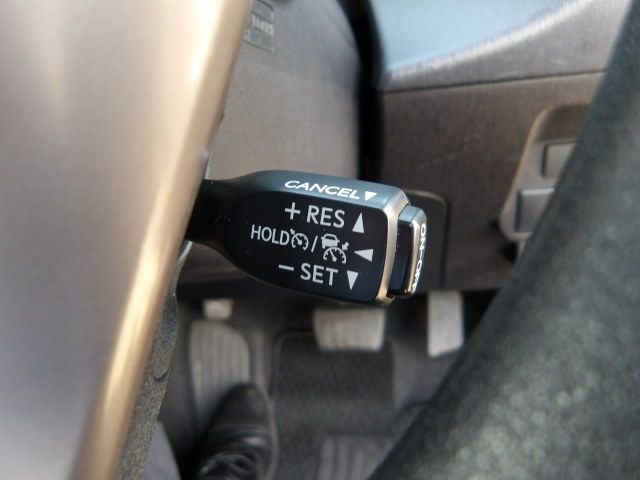 CANCEL▼
+ RES ▲
HOLD / ◀
− SET ▼
ON-OFF